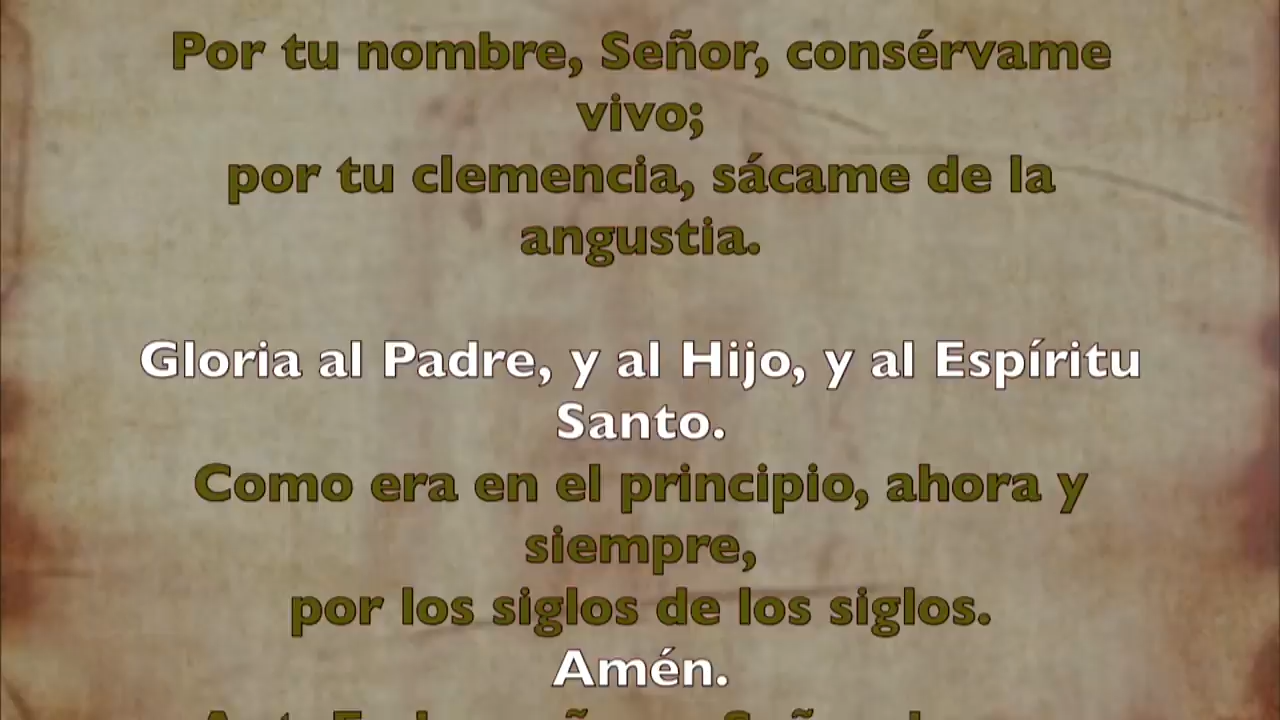 Por tu nombre, Señor, consérvame
vivo;
por tu clemencia, sácame de la
angustia.
Gloria al Padre, y al Hijo, y al Espíritu
Santo.
Como era en el principio, ahora y
siempre,
por los siglos de los siglos.
Amén.